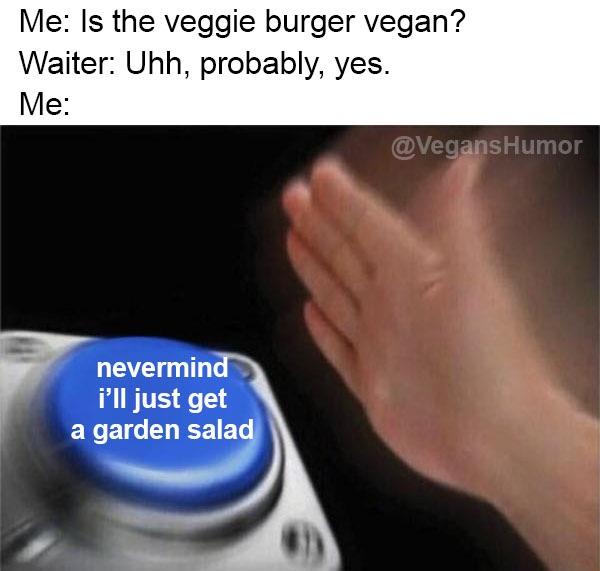 Me: Is the veggie burger vegan?
Waiter: Uhh, probably, yes.
Me:
@VegansHumor
nevermind
i’ll just get
a garden salad